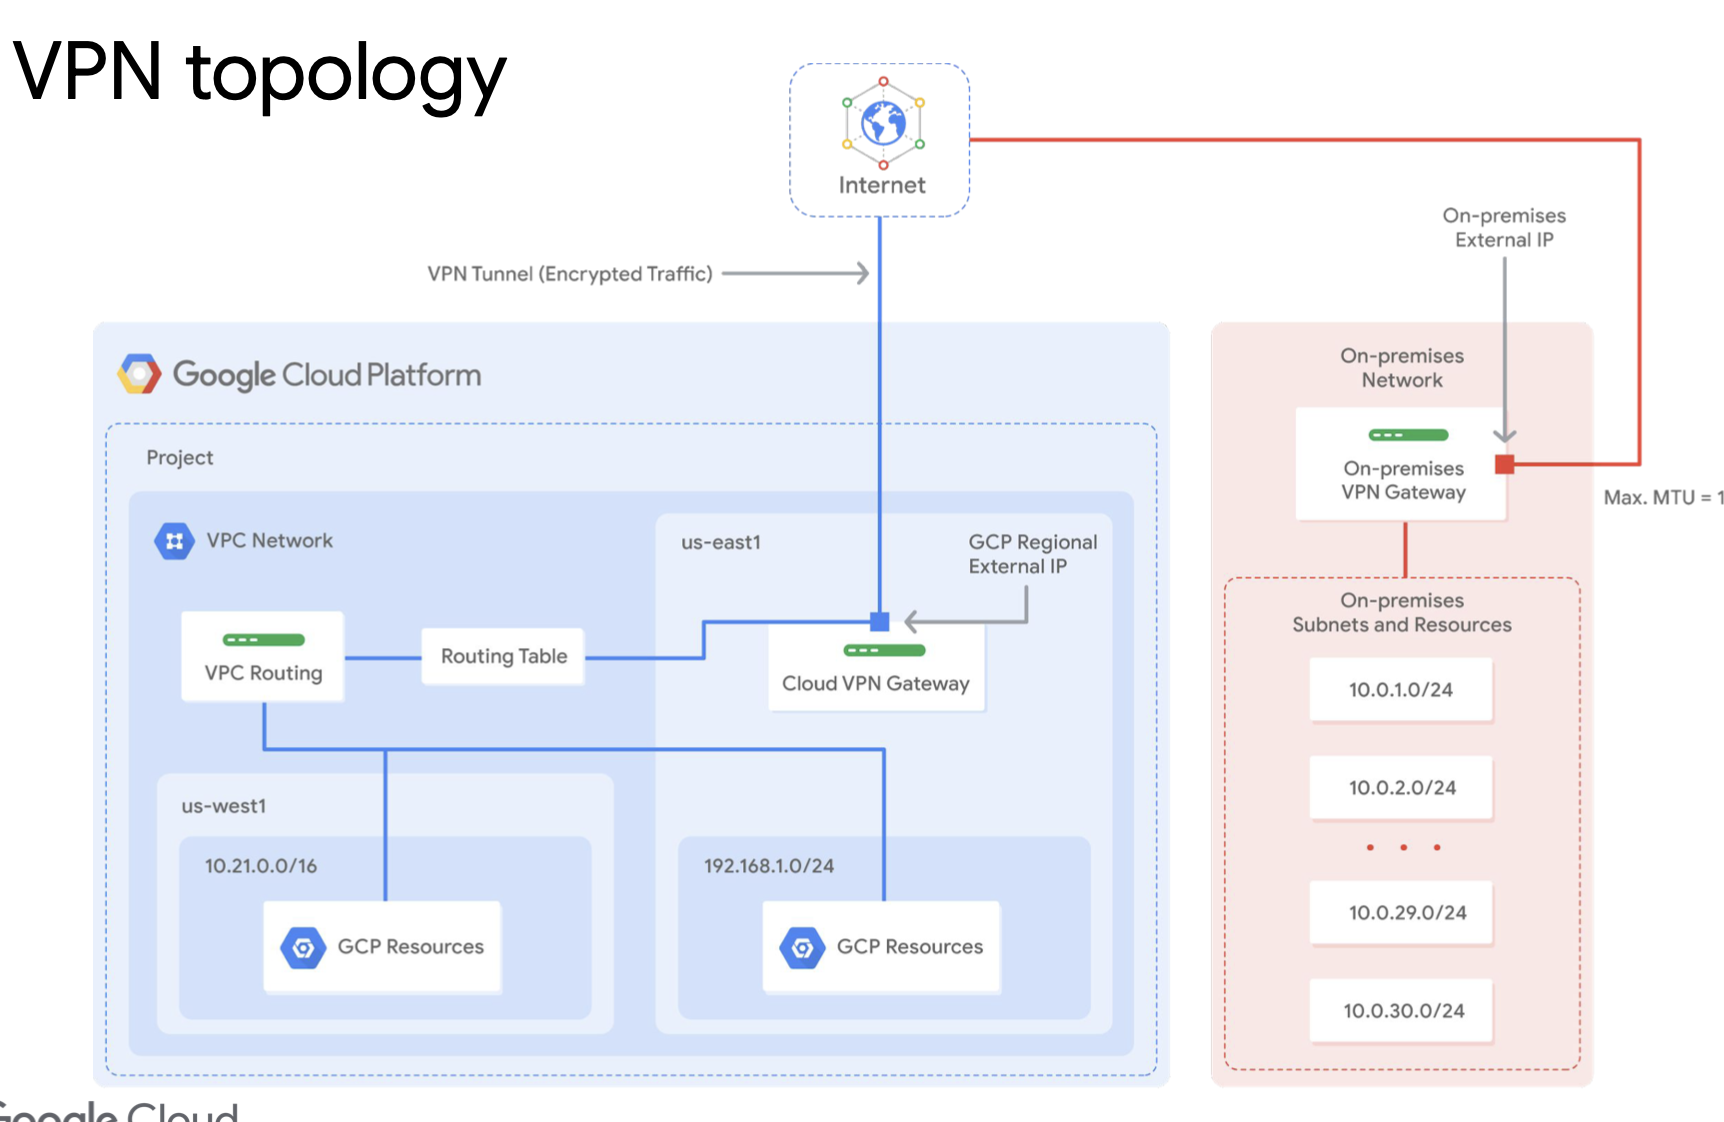 VPN topology
Internet
On-premises
External IP
VPN Tunnel (Encrypted Traffic)
Google Cloud Platform
On-premises
Network
Project
On-premises
VPN Gateway
Max. MTU = 1
VPC Network
us-east1
GCP Regional
External IP
On-premises
Subnets and Resources
VPC Routing
Routing Table
Cloud VPN Gateway
10.0.1.0/24
10.0.2.0/24
. . .
us-west1
10.21.0.0/16
192.168.1.0/24
10.0.29.0/24
GCP Resources
GCP Resources
10.0.30.0/24
Google Cloud